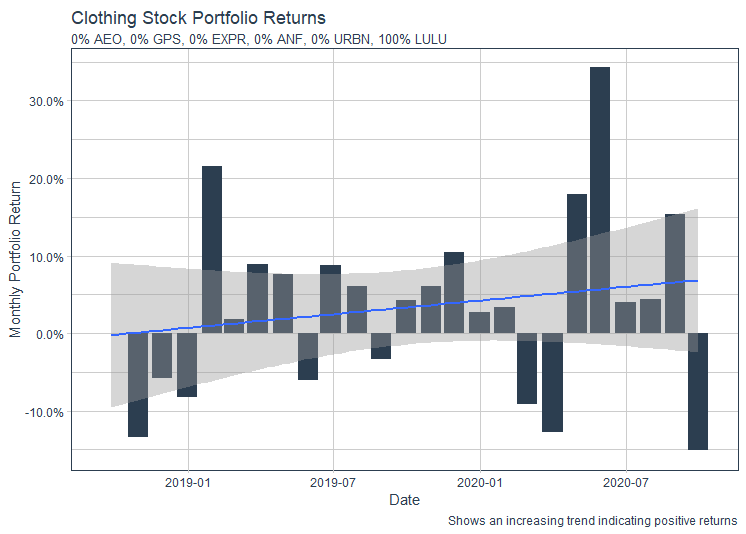 Clothing Stock Portfolio Returns
0% AEO, 0% GPS, 0% EXPR, 0% ANF, 0% URBN, 100% LULU
30.0%
20.0%
10.0%
0.0%
-10.0%
Monthly Portfolio Return
2019-01
2019-07
2020-01
2020-07
Date
Shows an increasing trend indicating positive returns